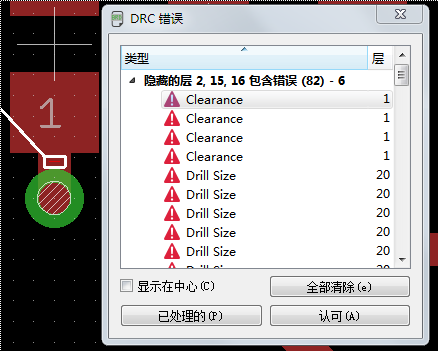 DRC 错误
类型 层
隐藏的层 2, 15, 16 包含错误 (82) - 6
Clearance 1
Clearance 1
Clearance 1
Clearance 1
Drill Size 20
Drill Size 20
Drill Size 20
Drill Size 20
Drill Size 20
Drill Size 20
显示在中心(C)
全部清除(e)
已处理的(P)
认可(A)
1